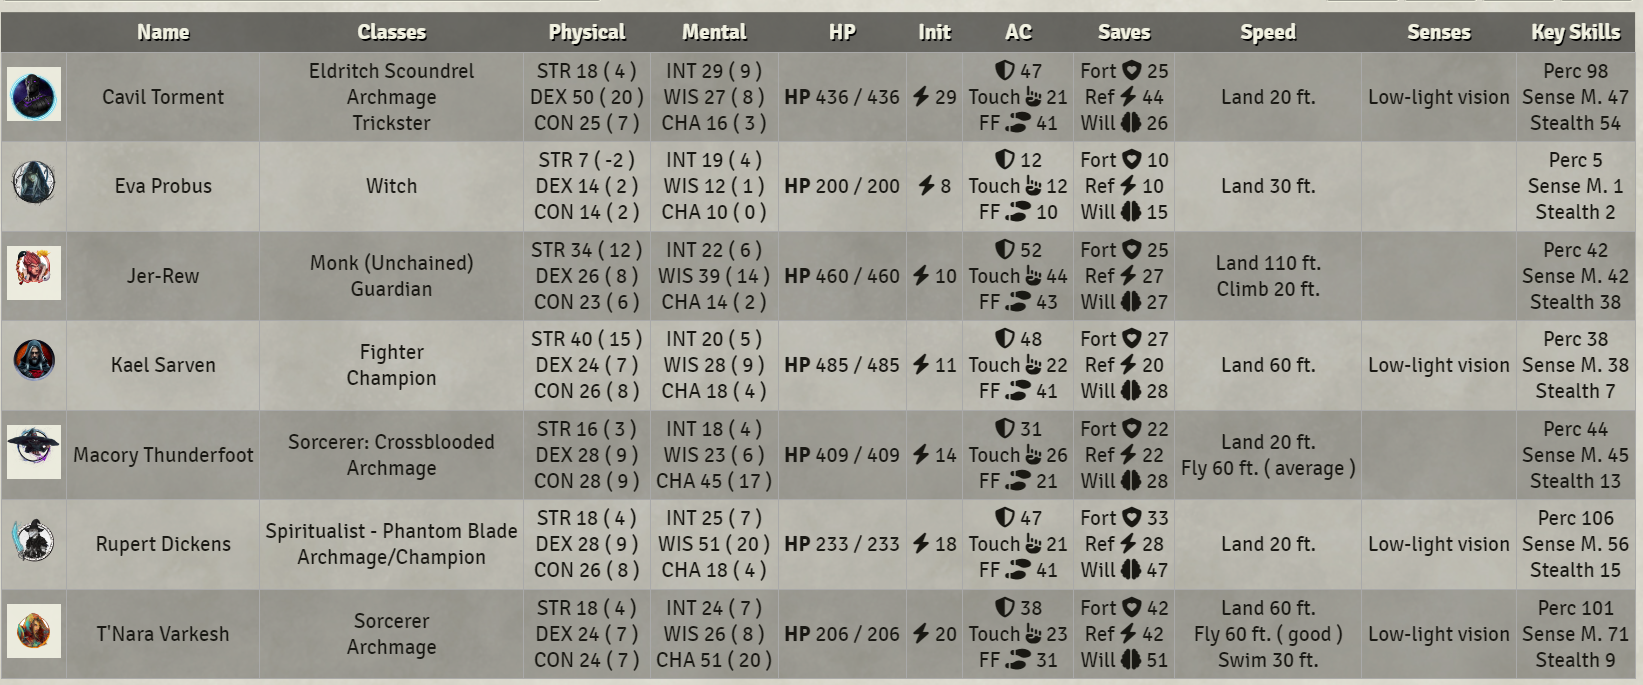 Name Classes Physical Mental HP Init AC Saves Speed Senses Key Skills
Eldritch Scoundrel STR 18 ( 4 ) INT 29 ( 9 ) 47 Fort 25 Perc 98
Cavil Torment Archmage DEX 50 ( 20 ) WIS 27 ( 8 ) HP 436 / 436 29 Touch 21 Ref 44 Land 20 ft. Low-light vision Sense M. 47
Trickster CON 25 ( 7 ) CHA 16 ( 3 ) FF 41 Will 26 Stealth 54
STR 7 ( -2 ) INT 19 ( 4 ) 12 Fort 10 Perc 5
Eva Probus Witch DEX 14 ( 2 ) WIS 12 ( 1 ) HP 200 / 200 8 Touch 12 Ref 10 Land 30 ft. Sense M. 1
CON 14 ( 2 ) CHA 10 ( 0 ) FF 10 Will 15 Stealth 2
STR 34 ( 12 ) INT 22 ( 6 ) 52 Fort 25 Perc 42
Jer-Rew Monk (Unchained) Guardian DEX 26 ( 8 ) WIS 39 ( 14 ) HP 460 / 460 10 Touch 44 Ref 27 Land 110 ft. Climb 20 ft. Sense M. 42
CON 23 ( 6 ) CHA 14 ( 2 ) FF 43 Will 27 Stealth 38
STR 40 ( 15 ) INT 20 ( 5 ) 48 Fort 27 Perc 38
Kael Sarven Fighter Champion DEX 24 ( 7 ) WIS 28 ( 9 ) HP 485 / 485 11 Touch 22 Ref 20 Land 60 ft. Low-light vision Sense M. 38
CON 26 ( 8 ) CHA 18 ( 4 ) FF 41 Will 28 Stealth 7
STR 16 ( 3 ) INT 18 ( 4 ) 31 Fort 22 Perc 44
Macory Thunderfoot Sorcerer: Crossblooded Archmage DEX 28 ( 9 ) WIS 23 ( 6 ) HP 409 / 409 14 Touch 26 Ref 22 Land 20 ft. Fly 60 ft. ( average ) Sense M. 45
CON 28 ( 9 ) CHA 45 ( 17 ) FF 21 Will 28 Stealth 13
STR 18 ( 4 ) INT 25 ( 7 ) 47 Fort 33 Perc 106
Rupert Dickens Spiritualist - Phantom Blade Archmage/Champion DEX 28 ( 9 ) WIS 51 ( 20 ) HP 233 / 233 18 Touch 21 Ref 28 Land 20 ft. Low-light vision Sense M. 56
CON 26 ( 8 ) CHA 18 ( 4 ) FF 41 Will 47 Stealth 15
STR 18 ( 4 ) INT 24 ( 7 ) 38 Fort 42 Land 60 ft. Perc 101
T'Nara Varkesh Sorcerer Archmage DEX 24 ( 7 ) WIS 26 ( 8 ) HP 206 / 206 20 Touch 23 Ref 42 Fly 60 ft. ( good ) Low-light vision Sense M. 71
CON 24 ( 7 ) CHA 51 ( 20 ) FF 31 Will 51 Swim 30 ft. Stealth 9